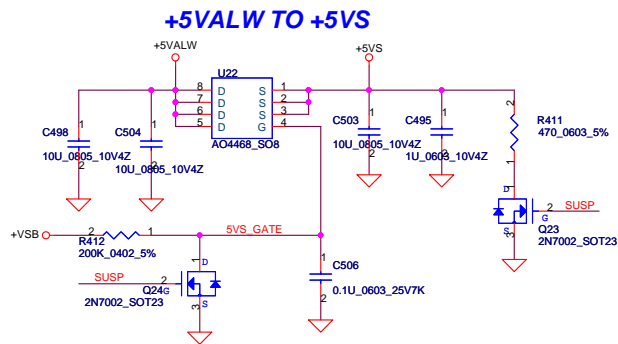 +5VALW TO +5VS
+5VALW
U22
+5VS
8 D S 1
7 D S 2
6 D S 3
5 D G 4
AO4468_SO8
1
C498
10U_0805_10V4Z
2
1
C504
10U_0805_10V4Z
2
1
C503
10U_0805_10V4Z
2
1
C495
1U_0603_10V4Z
2
2
R411
470_0603_5%
1
1
D
SUSP
2
G
Q23
S
3
2N7002_SOT23
+VSB
2
R412
1
200K_0402_5%
5VS_GATE
1
D
SUSP
2
G
Q24
S
3
2N7002_SOT23
1
C506
0.1U_0603_25V7K
2